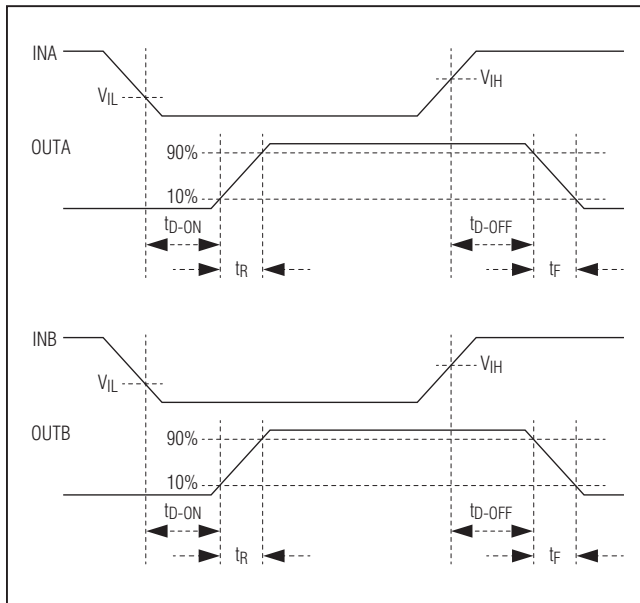 INA
VIL
VIH
OUTA
90%
10%
tD-ON
tD-OFF
tR
tF
INB
VIL
VIH
OUTB
90%
10%
tD-ON
tD-OFF
tR
tF